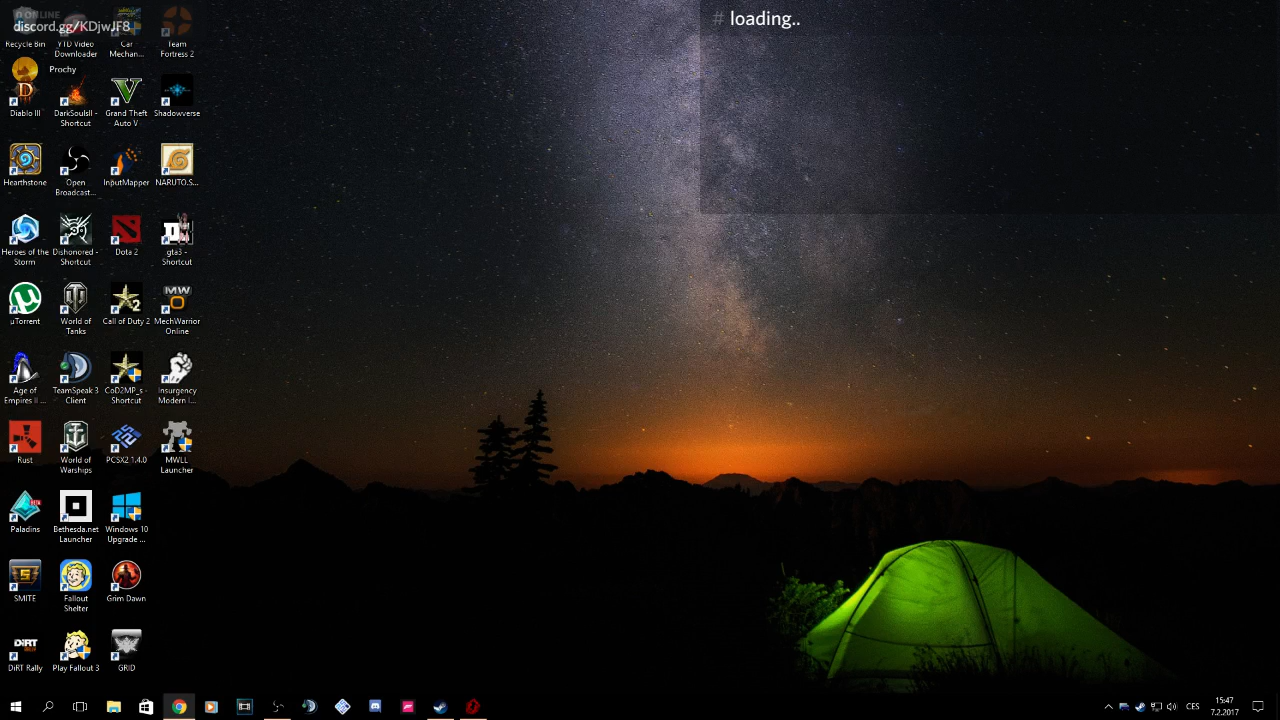 ONLINE
discord.gg/KDjwJF8
# loading..
Recycle Bin
YTD Video
Downloader
Car
Mechan...
Team
Fortress 2
Prochy
Diablo III
DarkSoulsII -
Shortcut
Grand Theft
Auto V
Shadowverse
Hearthstone
Open
Broadcast...
InputMapper
NARUTO.S...
Heroes of the
Storm
Dishonored -
Shortcut
Dota 2
gta3 -
Shortcut
µTorrent
World of
Tanks
Call of Duty 2
MechWarrior
Online
Age of
Empires II ...
TeamSpeak 3
Client
CoD2MP_s -
Shortcut
Insurgency
Modern I...
Rust
World of
Warships
PCSX2.1.4.0
MWLL
Launcher
Paladins
Bethesda.net
Launcher
Windows 10
Upgrade ...
SMITE
Fallout
Shelter
Grim Dawn
DiRT Rally
Play Fallout 3
GRID
CES
15:47
7.2.2017